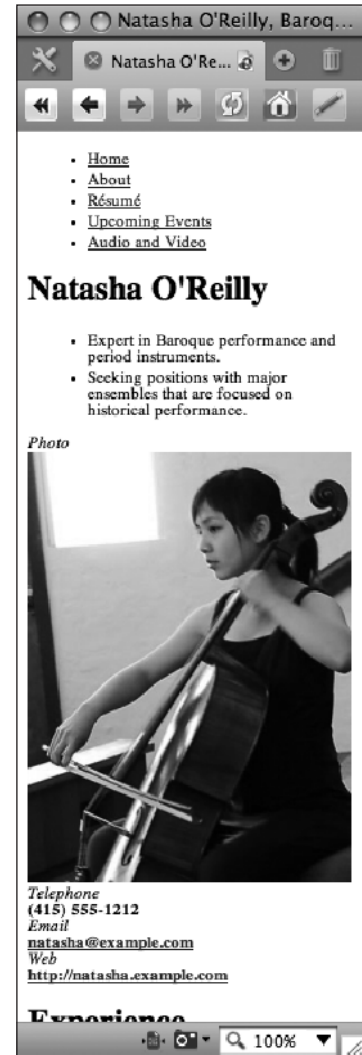 Natasha O'Reilly, Baroq...
Natasha O'Re...
Home
About
Résumé
Upcoming Events
Audio and Video
Natasha O'Reilly
Expert in Baroque performance and
period instruments.
Seeking positions with major
ensembles that are focused on
historical performance.
Photo
Telephone
(415) 555-1212
Email
natasha@example.com
Web
http://natasha.example.com
Experience
100%